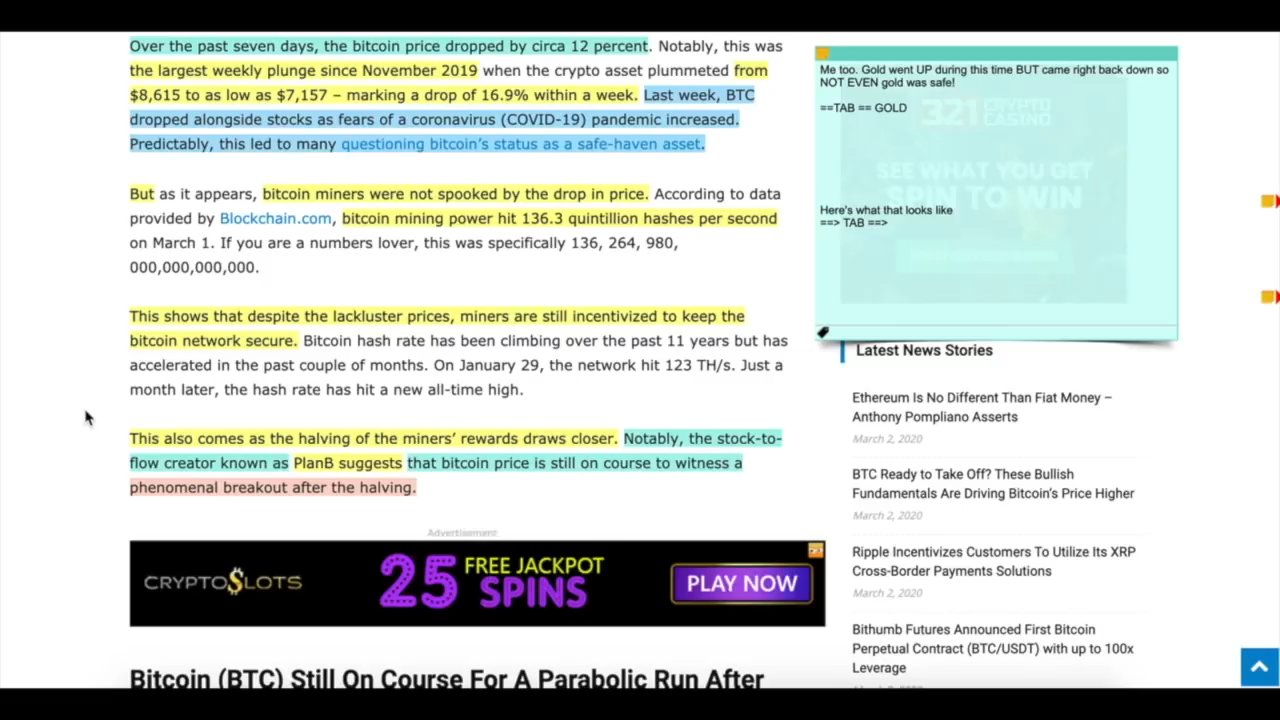 Over the past seven days, the bitcoin price dropped by circa 12 percent. Notably, this was
the largest weekly plunge since November 2019 when the crypto asset plummeted from
$8,615 to as low as $7,157 – marking a drop of 16.9% within a week. Last week, BTC
dropped alongside stocks as fears of a coronavirus (COVID-19) pandemic increased.
Predictably, this led to many questioning bitcoin's status as a safe-haven asset.
But as it appears, bitcoin miners were not spooked by the drop in price. According to data
provided by Blockchain.com, bitcoin mining power hit 136.3 quintillion hashes per second
on March 1. If you are a numbers lover, this was specifically 136, 264, 980,
000,000,000,000.
This shows that despite the lackluster prices, miners are still incentivized to keep the
bitcoin network secure. Bitcoin hash rate has been climbing over the past 11 years but has
accelerated in the past couple of months. On January 29, the network hit 123 TH/s. Just a
month later, the hash rate has hit a new all-time high.
This also comes as the halving of the miners' rewards draws closer. Notably, the stock-to-
flow creator known as PlanB suggests that bitcoin price is still on course to witness a
phenomenal breakout after the halving.
Advertisement
CRYPTOSLOTS
25 FREE JACKPOT
SPINS
PLAY NOW
Bitcoin (BTC) Still On Course For A Parabolic Run After
Me too. Gold went UP during this time BUT came right back down so
NOT EVEN gold was safe!
==TAB == GOLD
321 CRYPTO
CASINO
SEE WHAT YOU GET
SPIN TO WIN
Here's what that looks like
==> TAB ==>
Latest News Stories
Ethereum Is No Different Than Fiat Money –
Anthony Pompliano Asserts
March 2, 2020
BTC Ready to Take Off? These Bullish
Fundamentals Are Driving Bitcoin's Price Higher
March 2, 2020
Ripple Incentivizes Customers To Utilize Its XRP
Cross-Border Payments Solutions
March 2, 2020
Bithumb Futures Announced First Bitcoin
Perpetual Contract (BTC/USDT) with up to 100x
Leverage